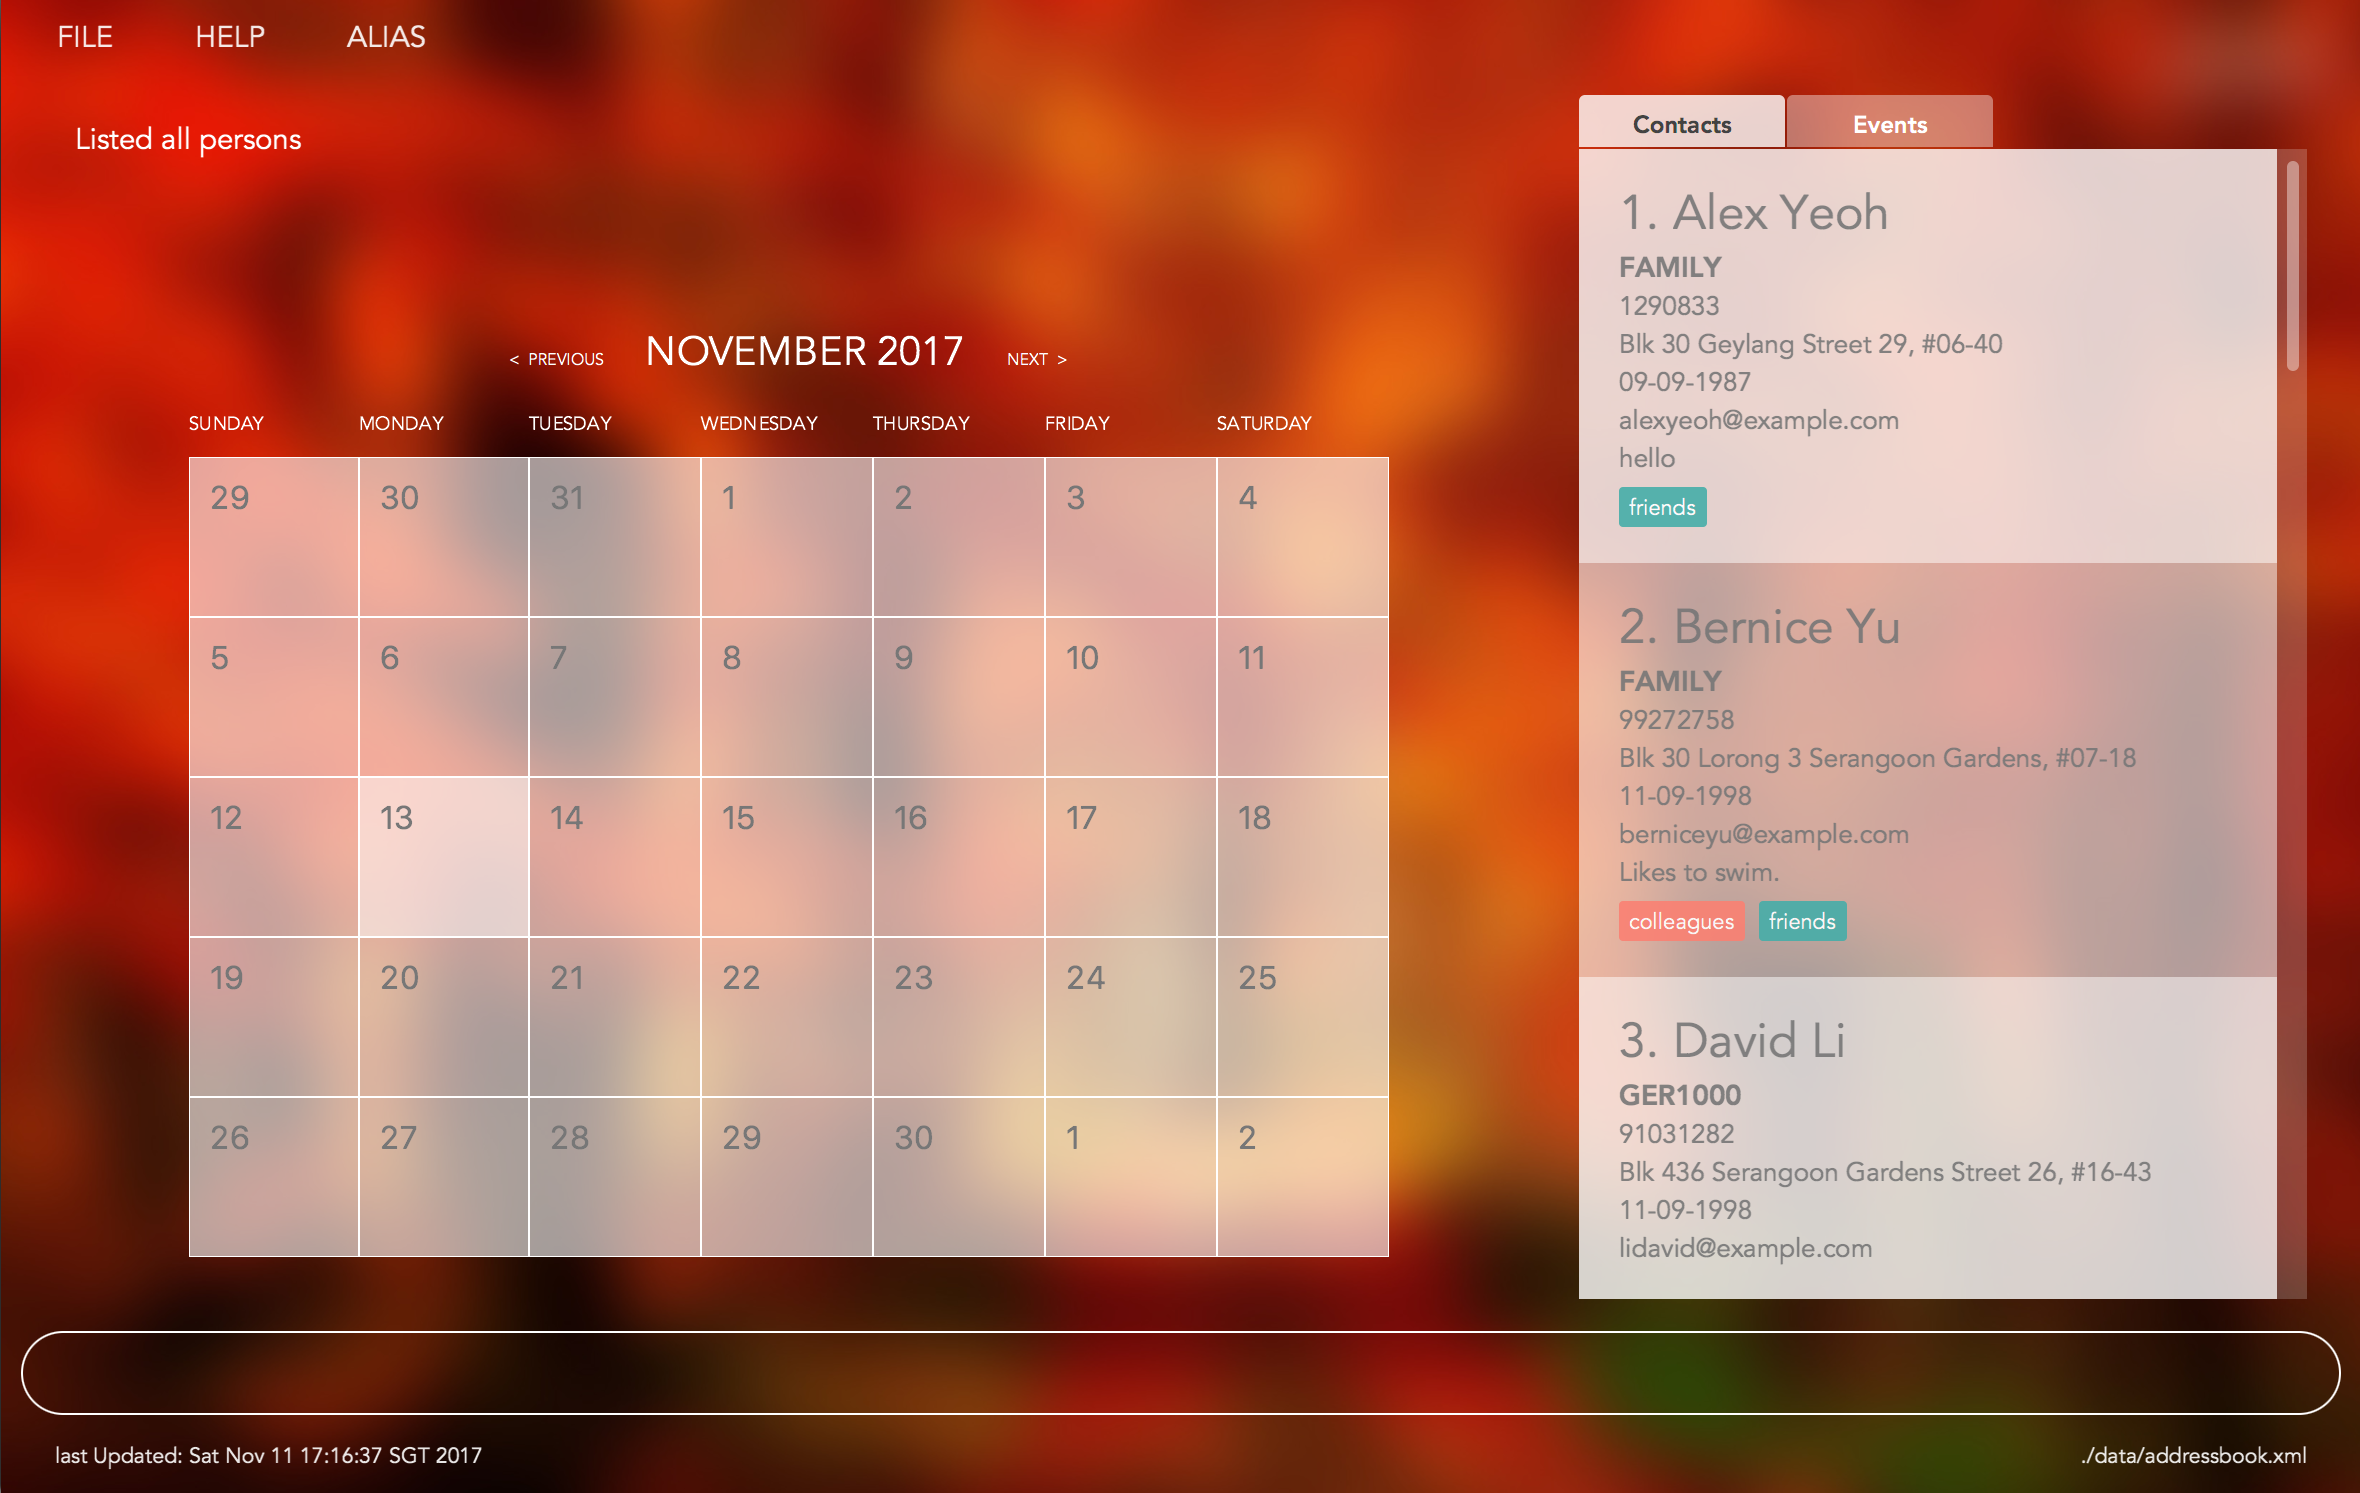 FILE HELP ALIAS
Listed all persons
< PREVIOUS NOVEMBER 2017 NEXT >
SUNDAY MONDAY TUESDAY WEDNESDAY THURSDAY FRIDAY SATURDAY
29 30 31 1 2 3 4
5 6 7 8 9 10 11
12 13 14 15 16 17 18
19 20 21 22 23 24 25
26 27 28 29 30 1 2
Contacts Events
1. Alex Yeoh
FAMILY
1290833
Blk 30 Geylang Street 29, #06-40
09-09-1987
alexyeoh@example.com
hello
friends
2. Bernice Yu
FAMILY
99272758
Blk 30 Lorong 3 Serangoon Gardens, #07-18
11-09-1998
berniceyu@example.com
Likes to swim.
colleagues friends
3. David Li
GER1000
91031282
Blk 436 Serangoon Gardens Street 26, #16-43
11-09-1998
lidavid@example.com
last Updated: Sat Nov 11 17:16:37 SGT 2017
./data/addressbook.xml